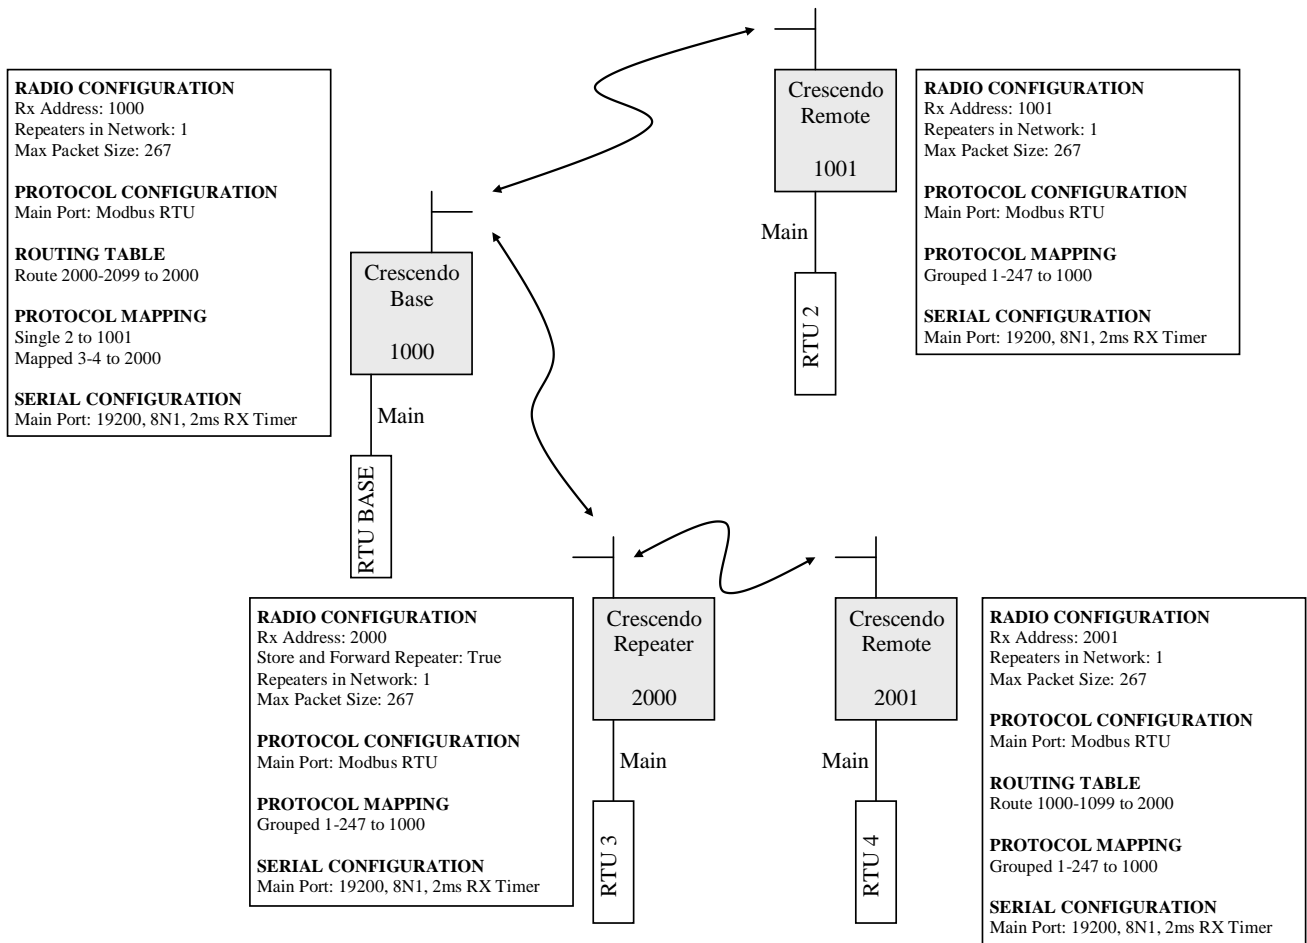 RADIO CONFIGURATION
Rx Address: 1000
Repeaters in Network: 1
Max Packet Size: 267
PROTOCOL CONFIGURATION
Main Port: Modbus RTU
ROUTING TABLE
Route 2000-2099 to 2000
PROTOCOL MAPPING
Single 2 to 1001
Mapped 3-4 to 2000
SERIAL CONFIGURATION
Main Port: 19200, 8N1, 2ms RX Timer
Crescendo
Base
1000
Main
RTU BASE
Crescendo
Remote
1001
Main
RTU 2
RADIO CONFIGURATION
Rx Address: 1001
Repeaters in Network: 1
Max Packet Size: 267
PROTOCOL CONFIGURATION
Main Port: Modbus RTU
PROTOCOL MAPPING
Grouped 1-247 to 1000
SERIAL CONFIGURATION
Main Port: 19200, 8N1, 2ms RX Timer
RADIO CONFIGURATION
Rx Address: 2000
Store and Forward Repeater: True
Repeaters in Network: 1
Max Packet Size: 267
PROTOCOL CONFIGURATION
Main Port: Modbus RTU
PROTOCOL MAPPING
Grouped 1-247 to 1000
SERIAL CONFIGURATION
Main Port: 19200, 8N1, 2ms RX Timer
Crescendo
Repeater
2000
Main
RTU 3
Crescendo
Remote
2001
Main
RTU 4
RADIO CONFIGURATION
Rx Address: 2001
Repeaters in Network: 1
Max Packet Size: 267
PROTOCOL CONFIGURATION
Main Port: Modbus RTU
ROUTING TABLE
Route 1000-1099 to 2000
PROTOCOL MAPPING
Grouped 1-247 to 1000
SERIAL CONFIGURATION
Main Port: 19200, 8N1, 2ms RX Timer